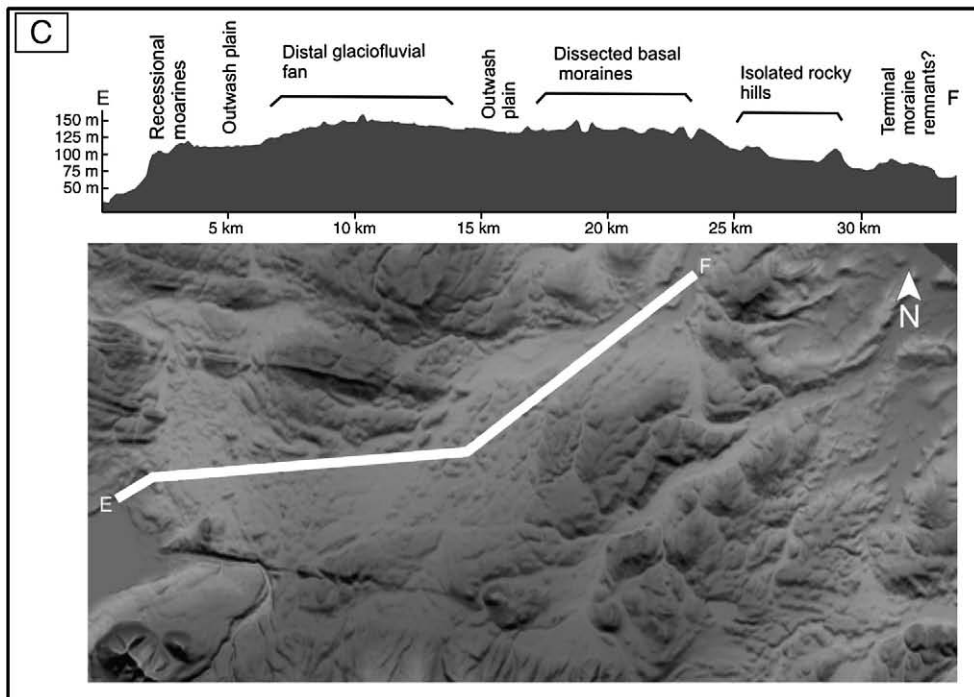 C
E
Recessional
moarines
Outwash plain
Distal glaciofluvial
fan
Outwash
plain
Dissected basal
moraines
Isolated rocky
hills
Terminal
moraine
remnants?
F
150 m
125 m
100 m
75 m
50 m
5 km
10 km
15 km
20 km
25 km
30 km
F
N
E